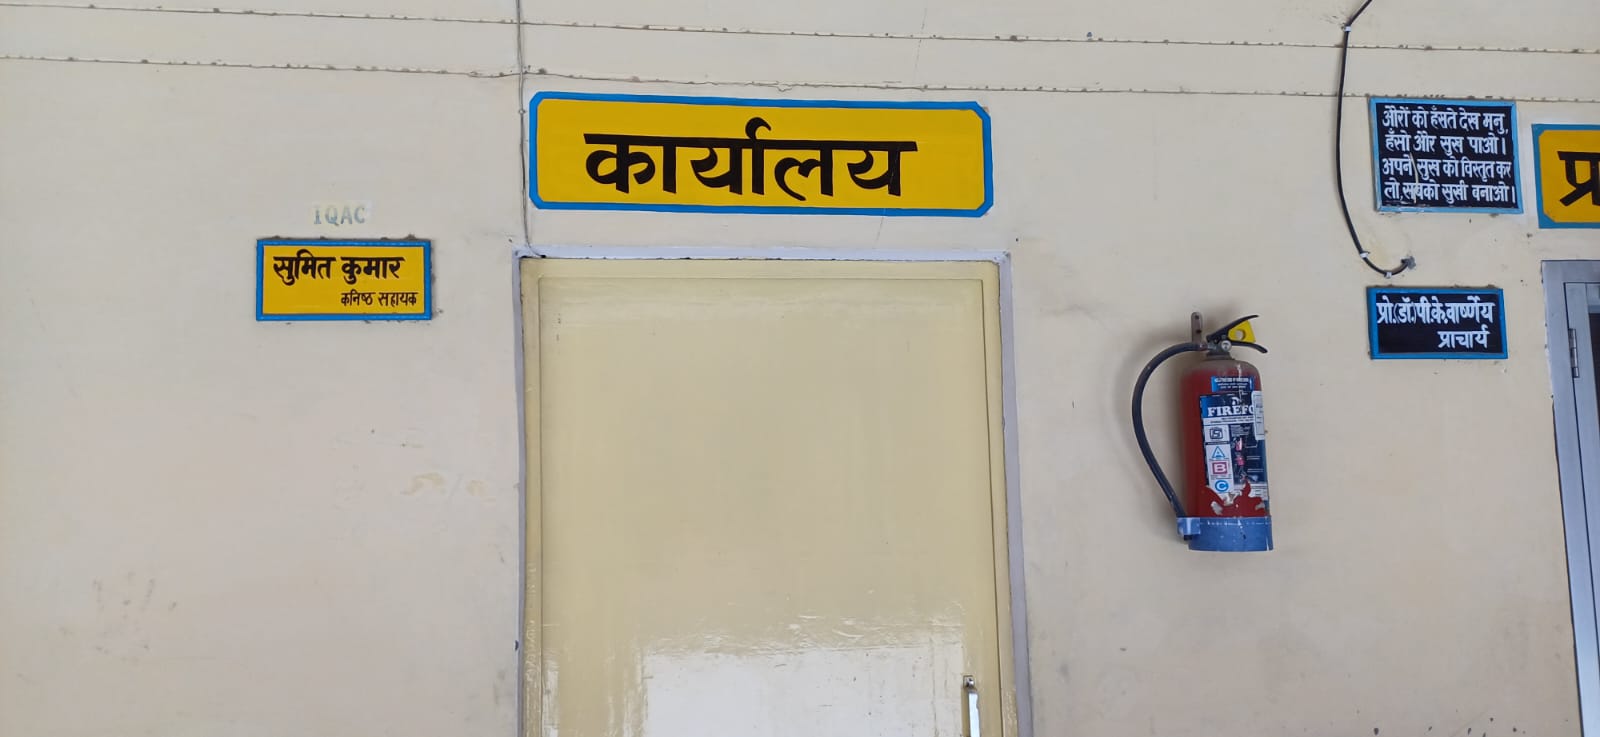 कार्यालय
IQAC
सुमित कुमार
कनिष्ठ सहायक
औरों को हँसते देख मनु,
हँसो और सुख पाओ।
अपने सुख को विस्तृत कर
लो, सबको सुखी बनाओ।
प्रो.(डॉ.)पी.के.वार्ष्णेय
प्राचार्य
FIREFO
A
B
C